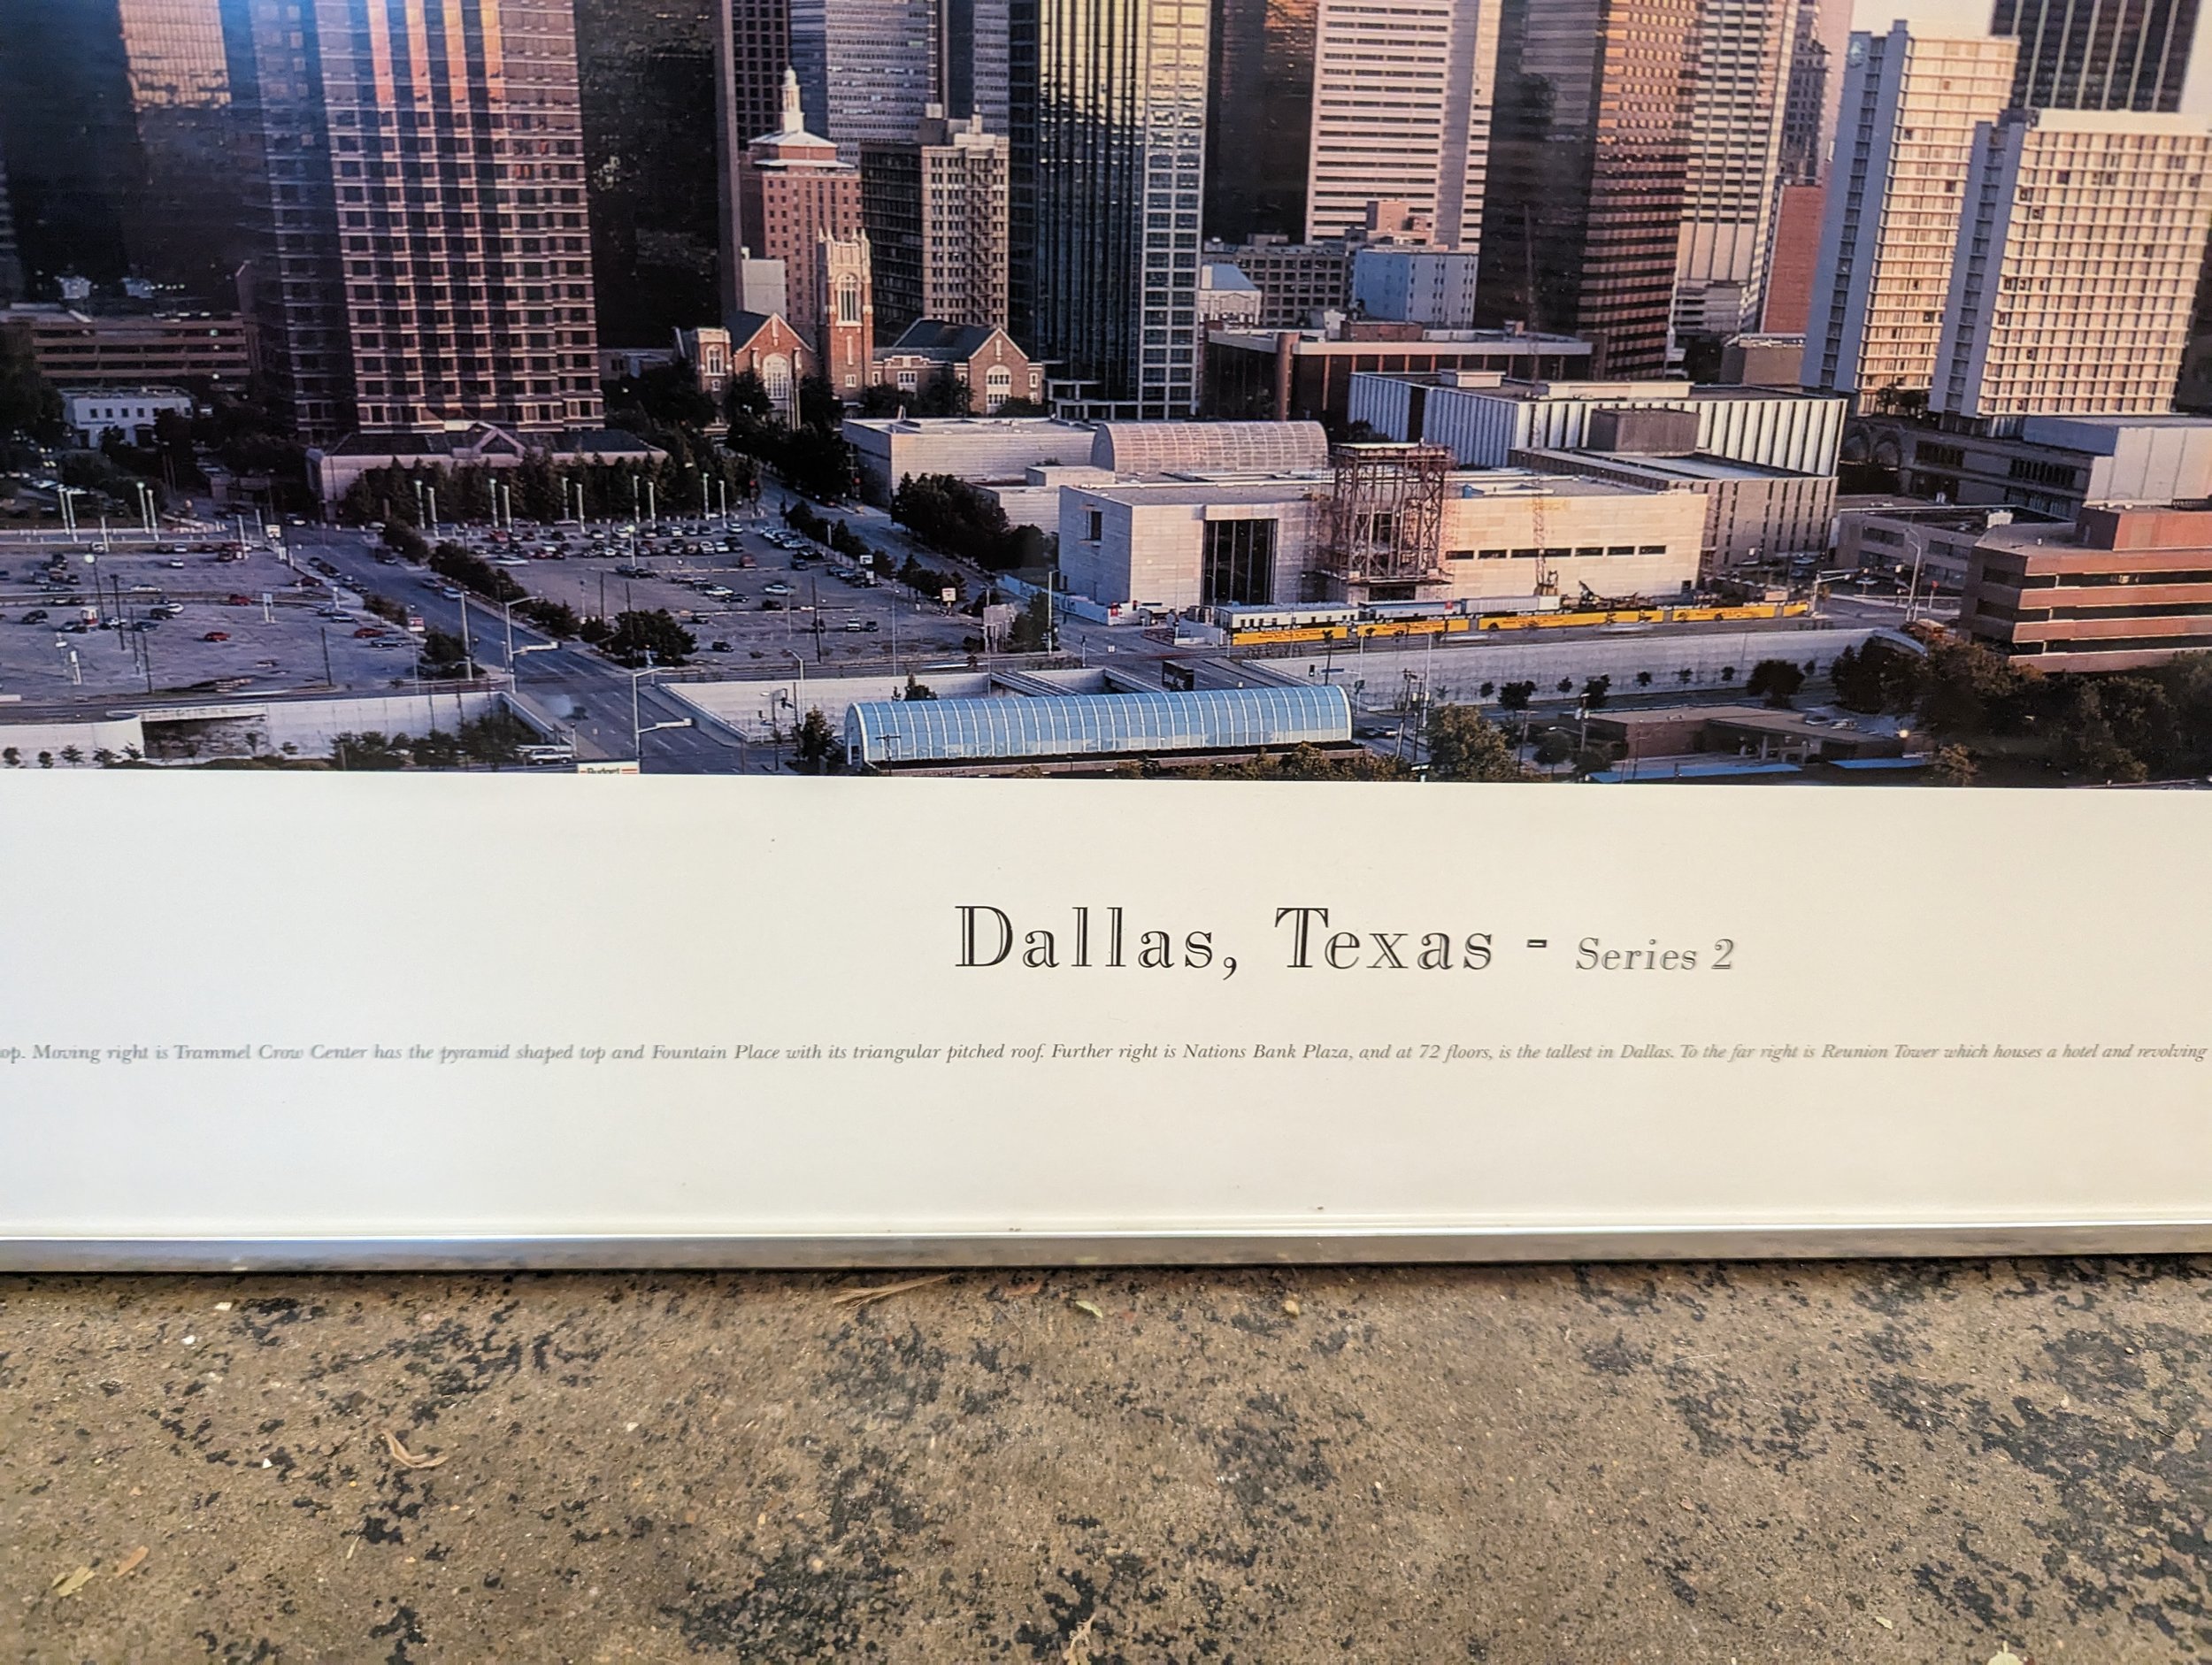 Budget
Dallas, Texas - Series 2
op. Moving right is Trammel Crow Center has the pyramid shaped top and Fountain Place with its triangular pitched roof. Further right is Nations Bank Plaza, and at 72 floors, is the tallest in Dallas. To the far right is Reunion Tower which houses a hotel and revolving